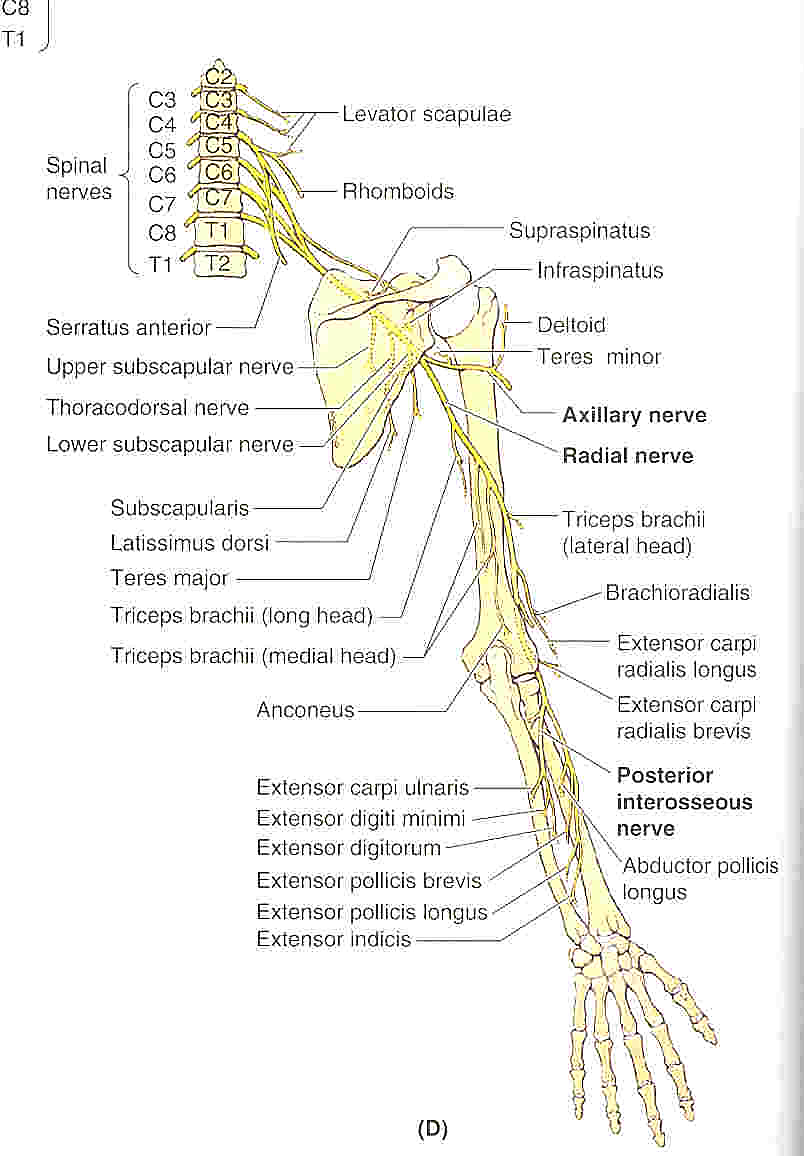 C8
T1
C2
C3
C3
C4
C4
C5
C5
C6
C6
C7
C7
C8
T1
T1
T2
Spinal
nerves
Levator scapulae
Rhomboids
Supraspinatus
Infraspinatus
Deltoid
Teres minor
Axillary nerve
Radial nerve
Serratus anterior
Upper subscapular nerve
Thoracodorsal nerve
Lower subscapular nerve
Subscapularis
Latissimus dorsi
Teres major
Triceps brachii (long head)
Triceps brachii (medial head)
Anconeus
Triceps brachii
(lateral head)
Brachioradialis
Extensor carpi
radialis longus
Extensor carpi
radialis brevis
Posterior
interosseous
nerve
Abductor pollicis
longus
Extensor carpi ulnaris
Extensor digiti minimi
Extensor digitorum
Extensor pollicis brevis
Extensor pollicis longus
Extensor indicis
(D)